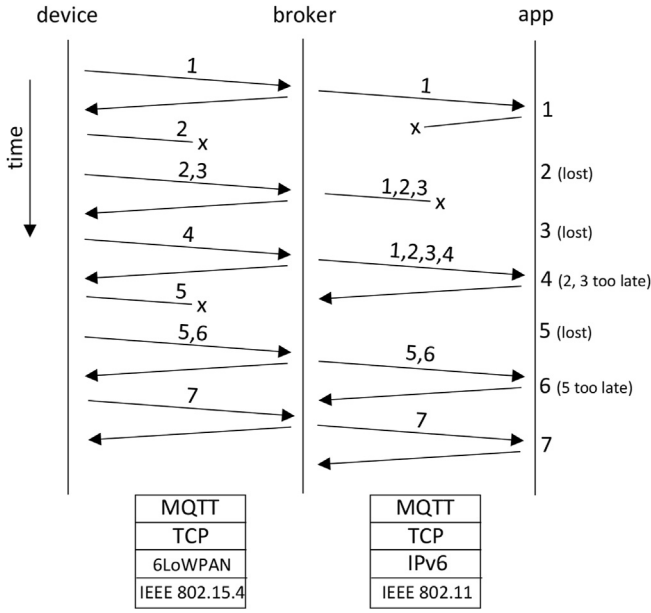 device broker app
time
1
1
1
x
2 x
2 (lost)
2,3
1,2,3 x
3 (lost)
4
1,2,3,4
4 (2, 3 too late)
5 x
5 (lost)
5,6
5,6
6 (5 too late)
7
7
7
MQTT
TCP
6LoWPAN
IEEE 802.15.4
MQTT
TCP
IPv6
IEEE 802.11